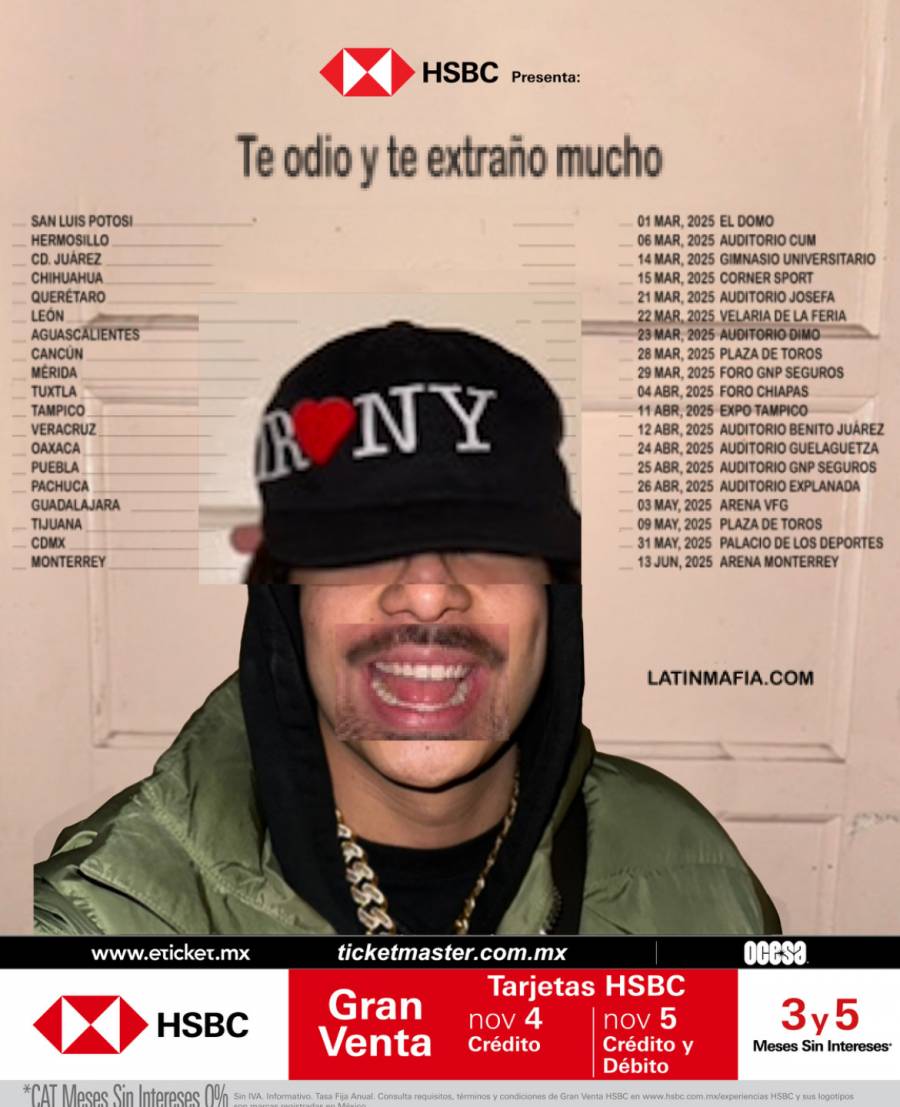 HSBC Presenta:
Te odio y te extraño mucho
SAN LUIS POTOSI 01 MAR, 2025 EL DOMO
HERMOSILLO 06 MAR, 2025 AUDITORIO CUM
CD. JUÁREZ 14 MAR, 2025 GIMNASIO UNIVERSITARIO
CHIHUAHUA 15 MAR, 2025 CORNER SPORT
QUERÉTARO 21 MAR, 2025 AUDITORIO JOSEFA
LEÓN 22 MAR, 2025 VELARIA DE LA FERIA
AGUASCALIENTES 23 MAR, 2025 AUDITORIO DIMO
CANCÚN 28 MAR, 2025 PLAZA DE TOROS
MÉRIDA 29 MAR, 2025 FORO GNP SEGUROS
TUXTLA 04 ABR, 2025 FORO CHIAPAS
TAMPICO 11 ABR, 2025 EXPO TAMPICO
VERACRUZ 12 ABR, 2025 AUDITORIO BENITO JUÁREZ
OAXACA 24 ABR, 2025 AUDITORIO GUELAGUETZA
PUEBLA 25 ABR, 2025 AUDITORIO GNP SEGUROS
PACHUCA 26 ABR, 2025 AUDITORIO EXPLANADA
GUADALAJARA 03 MAY, 2025 ARENA VFG
TIJUANA 09 MAY, 2025 PLAZA DE TOROS
CDMX 31 MAY, 2025 PALACIO DE LOS DEPORTES
MONTERREY 13 JUN, 2025 ARENA MONTERREY
R♥NY
LATINMAFIA.COM
www.eticket.mx ticketmaster.com.mx ocesa
HSBC
Gran
Venta
Tarjetas HSBC
nov 4
Crédito
nov 5
Crédito y
Débito
3 y 5
Meses Sin Intereses*
*CAT Meses Sin Intereses 0%
Sin IVA. Informativo. Tasa Fija Anual. Consulta requisitos, términos y condiciones de Gran Venta HSBC en www.hsbc.com.mx/experiencias HSBC y sus logotipos
son marcas registradas en México